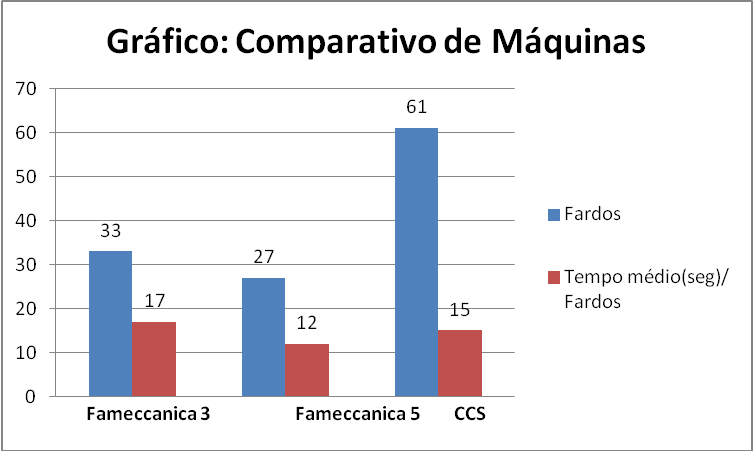 Gráfico: Comparativo de Máquinas
70
60
50
40
30
20
10
0
33
17
27
12
61
15
Fameccanica 3
Fameccanica 5
CCS
Fardos
Tempo médio(seg)/
Fardos